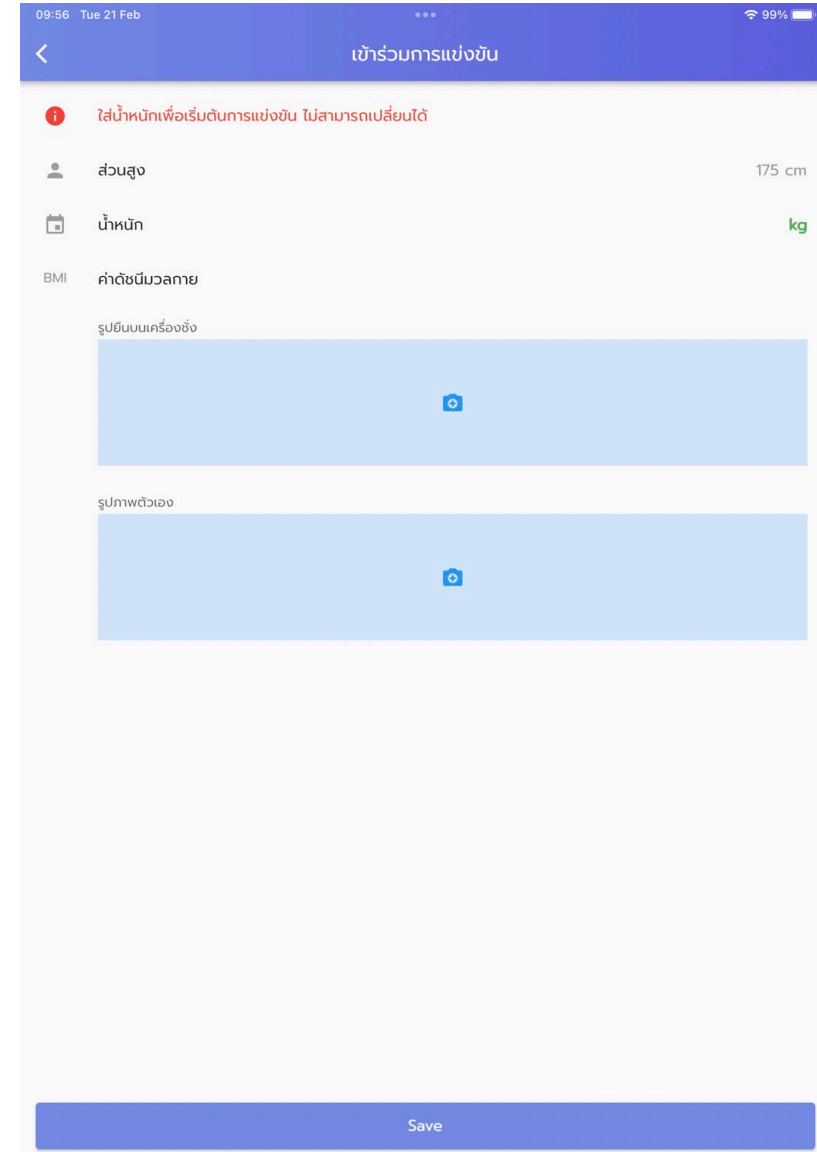 09:56 Tue 21 Feb
99%
เข้าร่วมการแข่งขัน
ใส่น้ำหนักเพื่อเริ่มต้นการแข่งขัน ไม่สามารถเปลี่ยนได้
ส่วนสูง 175 cm
น้ำหนัก kg
BMI ค่าดัชนีมวลกาย
รูปยืนบนเครื่องชั่ง
รูปภาพตัวเอง
Save